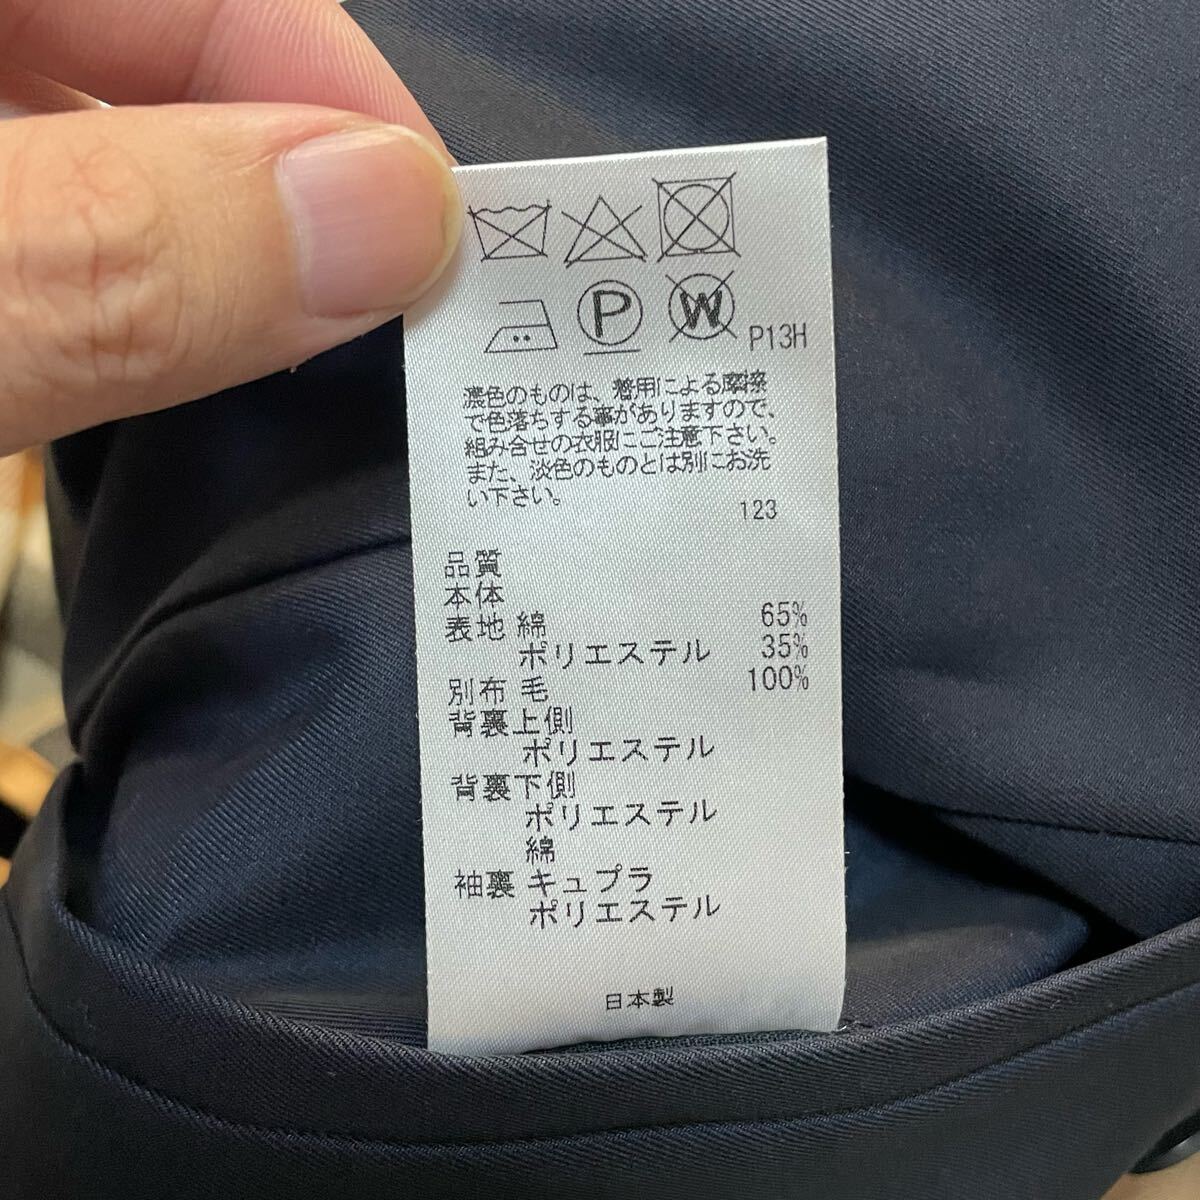 P
W
P13H
濃色のものは、着用による摩擦
で色落ちする事がありますので、
組み合せの衣服にご注意下さい。
また、淡色のものとは別にお洗
い下さい。
123
品質
本体
表地 綿 65%
ポリエステル 35%
別布 毛 100%
背裏上側
ポリエステル
背裏下側
ポリエステル
綿
袖裏 キュプラ
ポリエステル
日本製